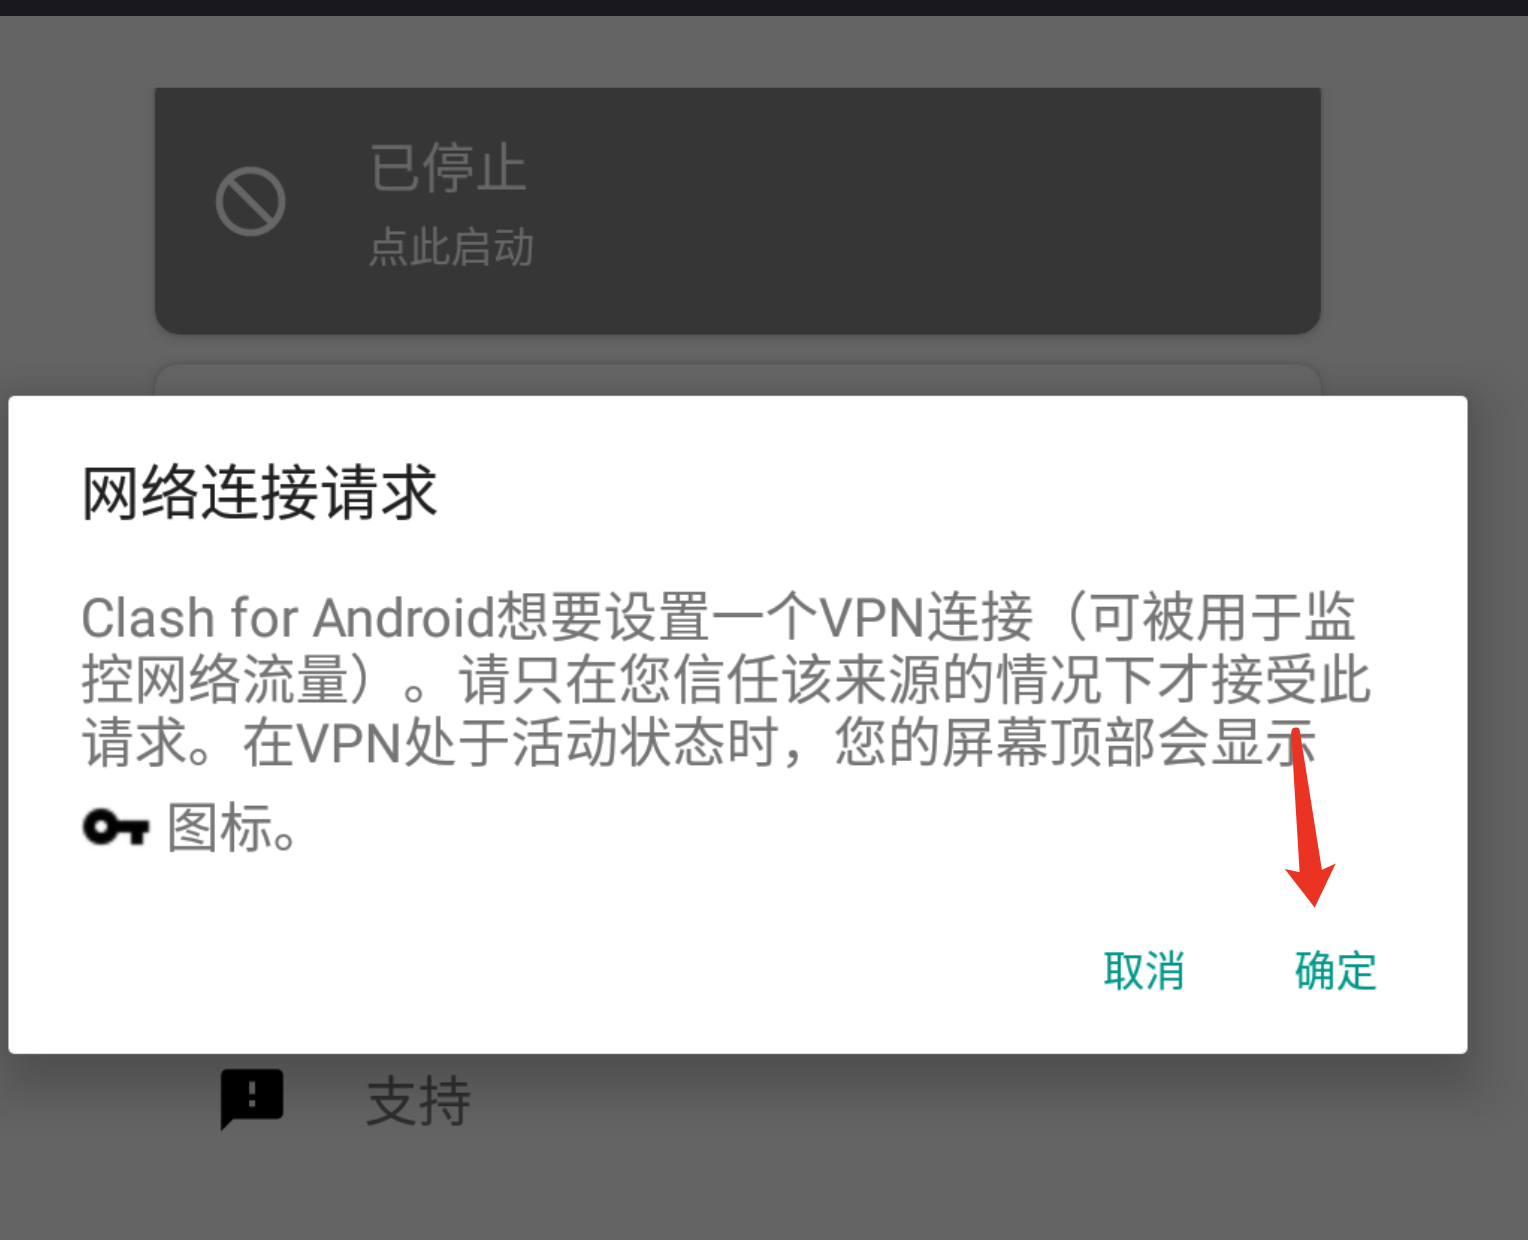 已停止
点此启动
网络连接请求
Clash for Android想要设置一个VPN连接（可被用于监
控网络流量）。请只在您信任该来源的情况下才接受此
请求。在VPN处于活动状态时，您的屏幕顶部会显示
图标。
取消 确定
支持